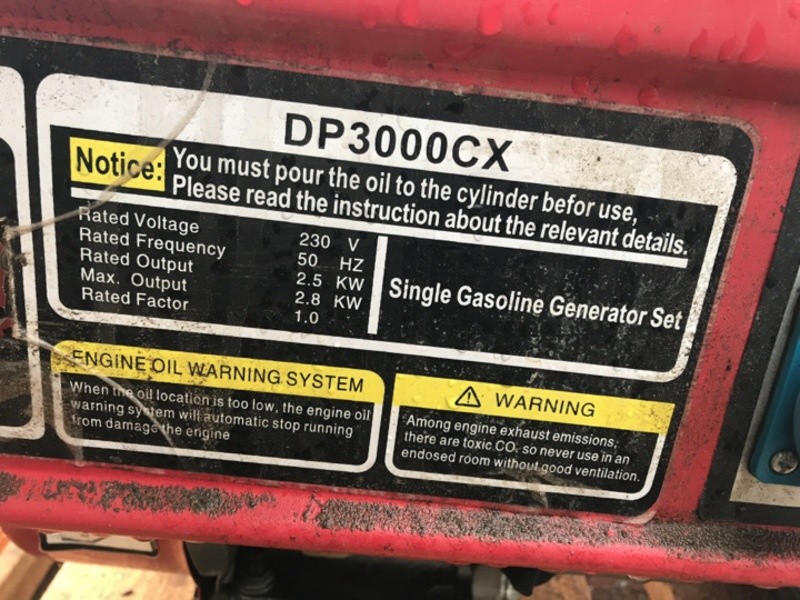 DP3000CX
Notice: You must pour the oil to the cylinder befor use,
Please read the instruction about the relevant details.
Rated Voltage 230 V
Rated Frequency 50 HZ
Rated Output 2.5 KW
Max. Output 2.8 KW
Rated Factor 1.0
Single Gasoline Generator Set
ENGINE OIL WARNING SYSTEM
When the oil location is too low, the engine oil
warning system will automatic stop running
from damage the engine
⚠ WARNING
Among engine exhaust emissions,
there are toxic CO, so never use in an
endosed room without good ventilation.